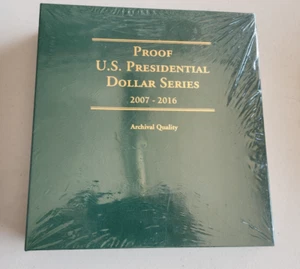 PROOF
U.S. PRESIDENTIAL
DOLLAR SERIES
2007 - 2016
Archival Quality